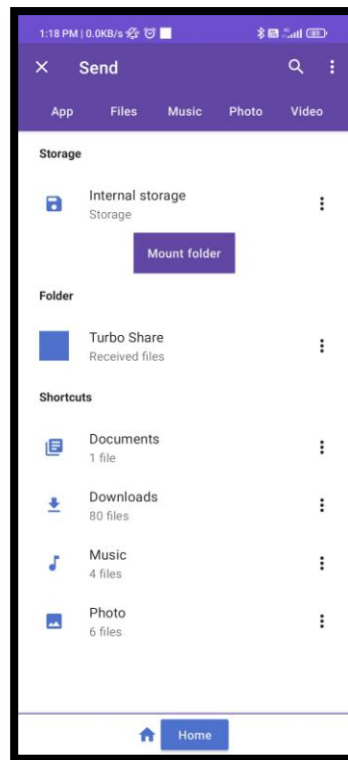 1:18 PM | 0.0KB/s
Send
App Files Music Photo Video
Storage
Internal storage
Storage
Mount folder
Folder
Turbo Share
Received files
Shortcuts
Documents
1 file
Downloads
80 files
Music
4 files
Photo
6 files
Home